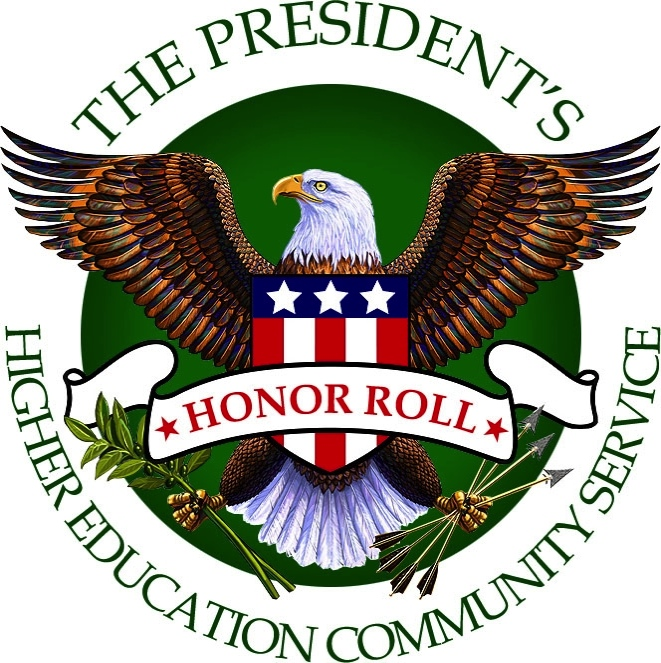 THE PRESIDENT'S
HONOR ROLL
HIGHER EDUCATION COMMUNITY SERVICE